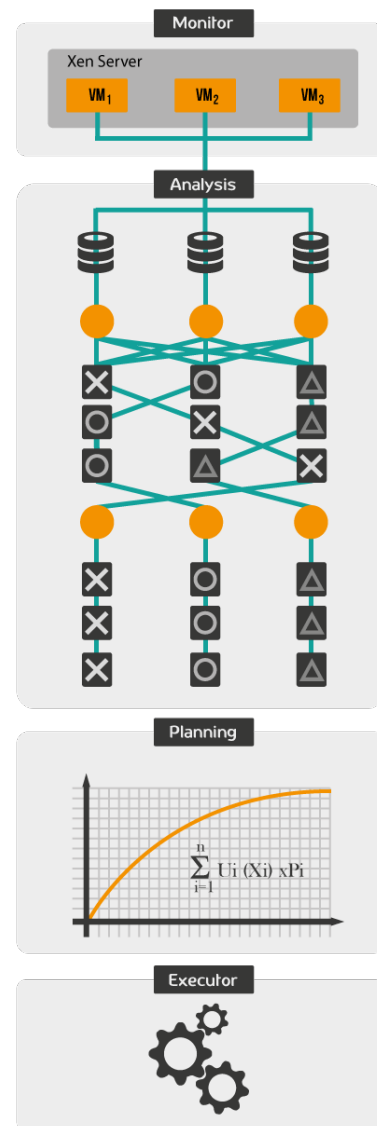 Monitor
Xen Server
VM₁ VM₂ VM₃
Analysis
Planning
n
Σ Ui (Xi) xPi
i=1
Executor